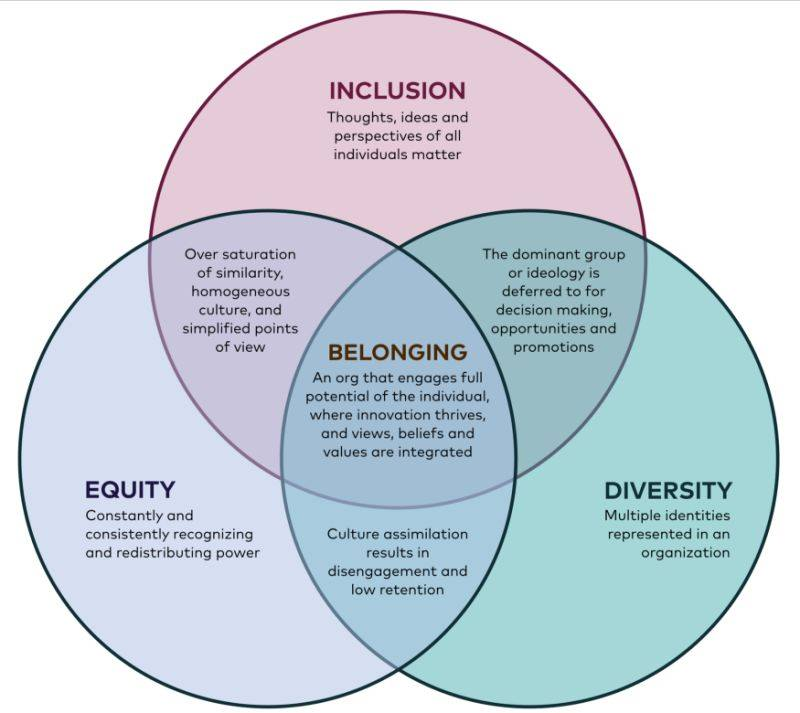 INCLUSION
Thoughts, ideas and
perspectives of all
individuals matter
Over saturation
of similarity,
homogeneous
culture, and
simplified points
of view
The dominant group
or ideology is
deferred to for
decision making,
opportunities and
promotions
BELONGING
An org that engages full
potential of the individual,
where innovation thrives,
and views, beliefs and
values are integrated
EQUITY
Constantly and
consistently recognizing
and redistributing power
DIVERSITY
Multiple identities
represented in an
organization
Culture assimilation
results in
disengagement and
low retention